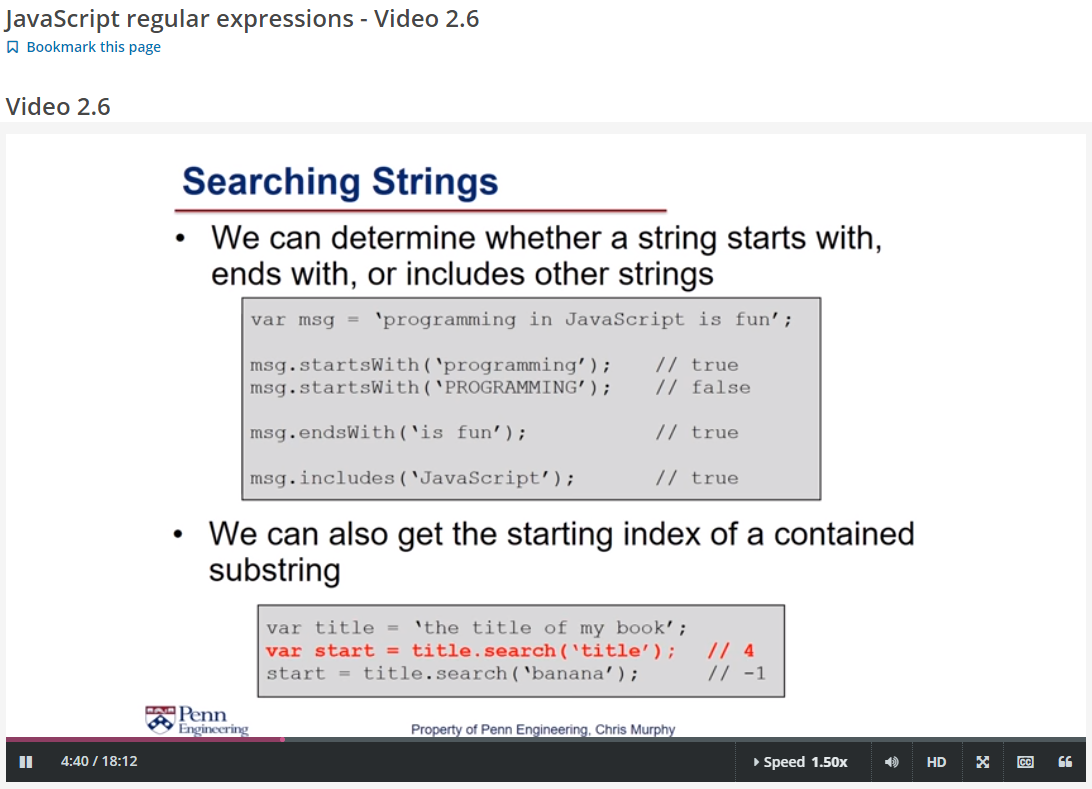 JavaScript regular expressions - Video 2.6
Bookmark this page
Video 2.6
Searching Strings
• We can determine whether a string starts with,
ends with, or includes other strings
var msg = ‘programming in JavaScript is fun’;
msg.startsWith(‘programming’); // true
msg.startsWith(‘PROGRAMMING’); // false
msg.endsWith(‘is fun’); // true
msg.includes(‘JavaScript’); // true
• We can also get the starting index of a contained
substring
var title = ‘the title of my book’;
var start = title.search(‘title’); // 4
start = title.search(‘banana’); // -1
Penn
Engineering
Property of Penn Engineering, Chris Murphy
4:40 / 18:12
Speed 1.50x
HD
CC